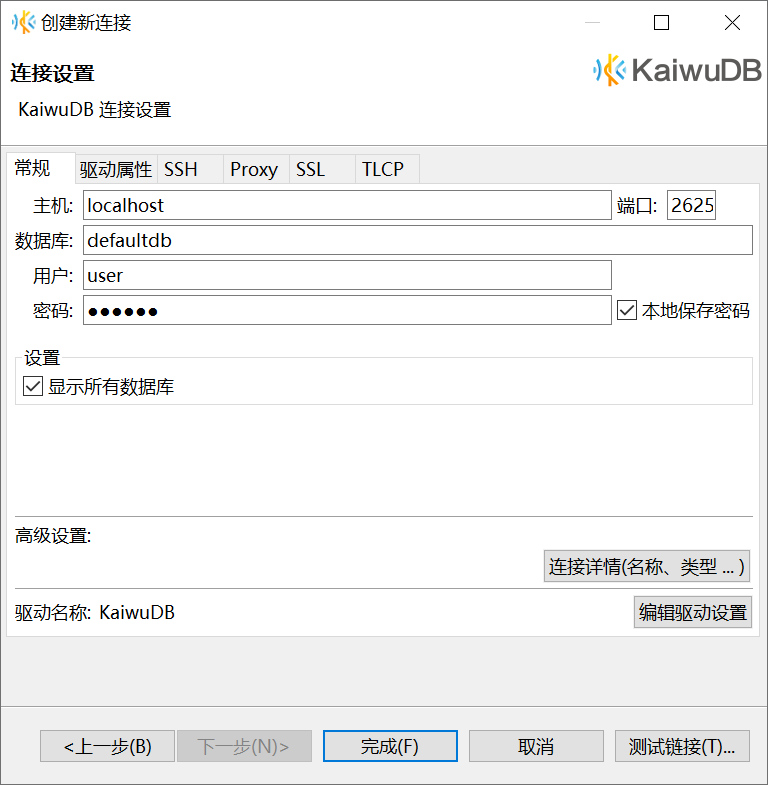 创建新连接
连接设置
KaiwuDB
KaiwuDB 连接设置
常规 驱动属性 SSH Proxy SSL TLCP
主机: localhost 端口: 2625
数据库: defaultdb
用户: user
密码: ●●●●●● 本地保存密码
设置
显示所有数据库
高级设置:
连接详情(名称、类型 ... )
驱动名称: KaiwuDB 编辑驱动设置
<上一步(B) 下一步(N)> 完成(F) 取消 测试链接(T)...